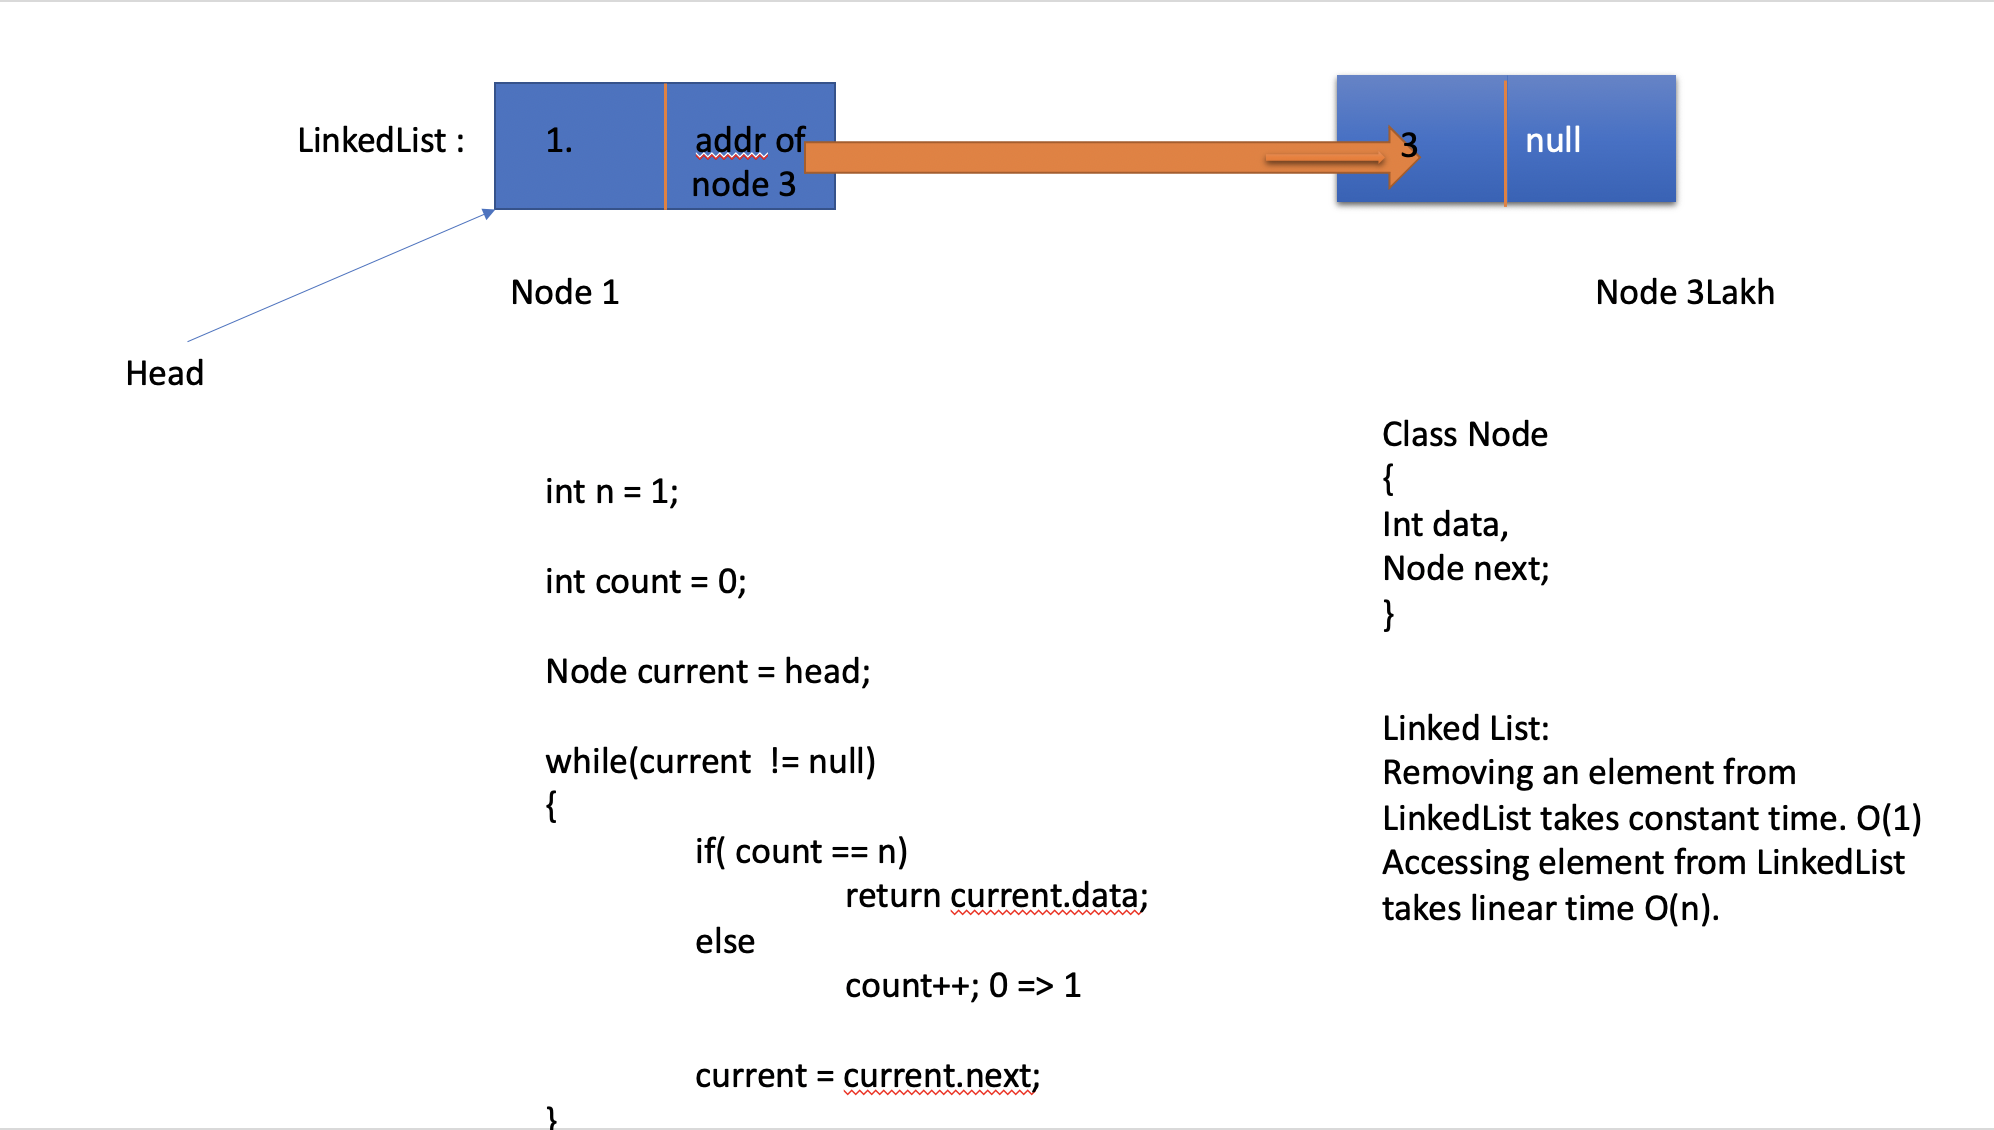 LinkedList :
1.
addr of
node 3
3
null
Node 1
Node 3Lakh
Head
int n = 1;
int count = 0;
Node current = head;
while(current  != null)
{
if( count == n)
return current.data;
else
count++; 0 => 1
current = current.next;
}
Class Node
{
Int data,
Node next;
}
Linked List:
Removing an element from
LinkedList takes constant time. O(1)
Accessing element from LinkedList
takes linear time O(n).